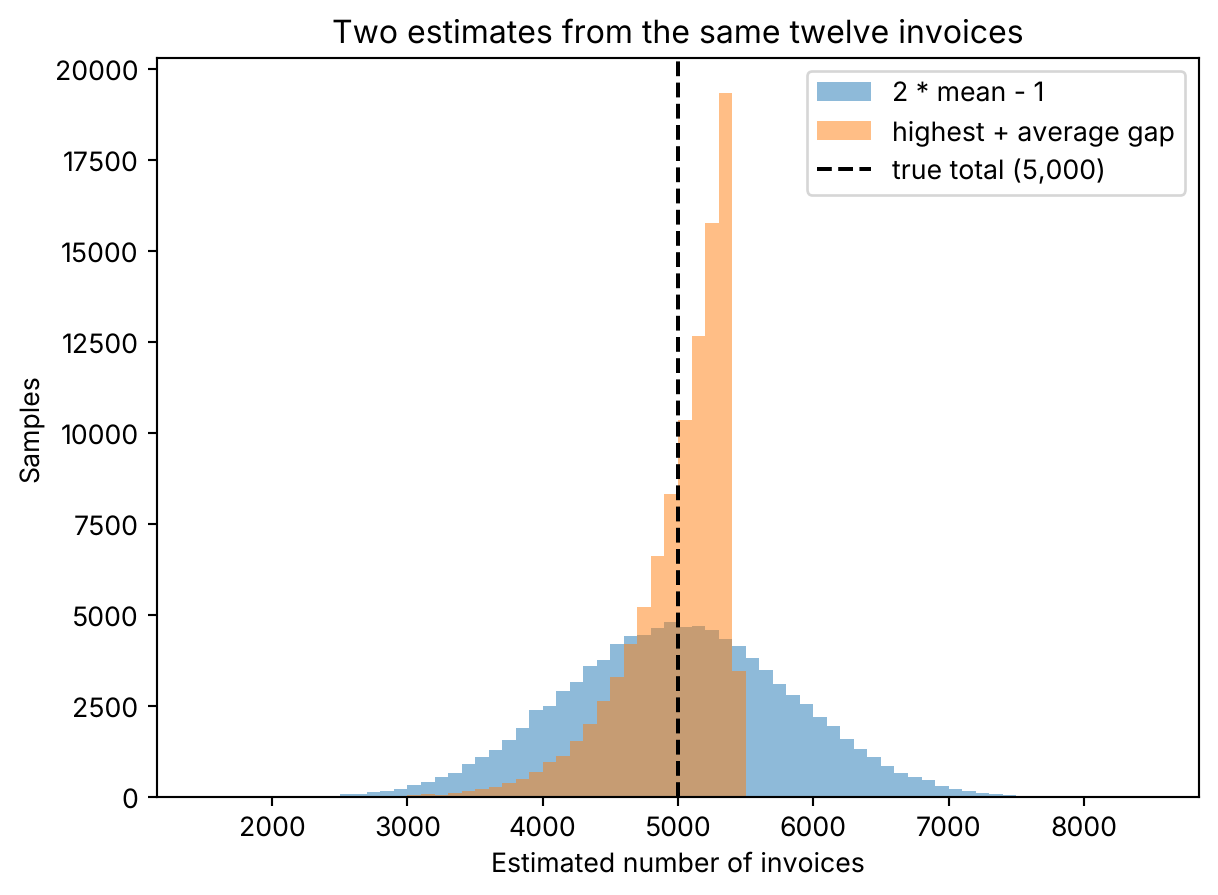 Two estimates from the same twelve invoices
20000
17500
15000
12500
10000
7500
5000
2500
0
Samples
2 * mean - 1
highest + average gap
true total (5,000)
2000 3000 4000 5000 6000 7000 8000
Estimated number of invoices